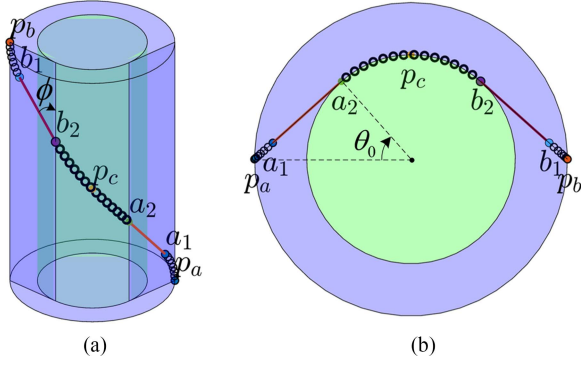 p_b
b_1
ϕ
b_2
p_c
a_2
a_1
p_a
(a)
p_c
a_2
b_2
θ_0
a_1
b_1
p_a
p_b
(b)